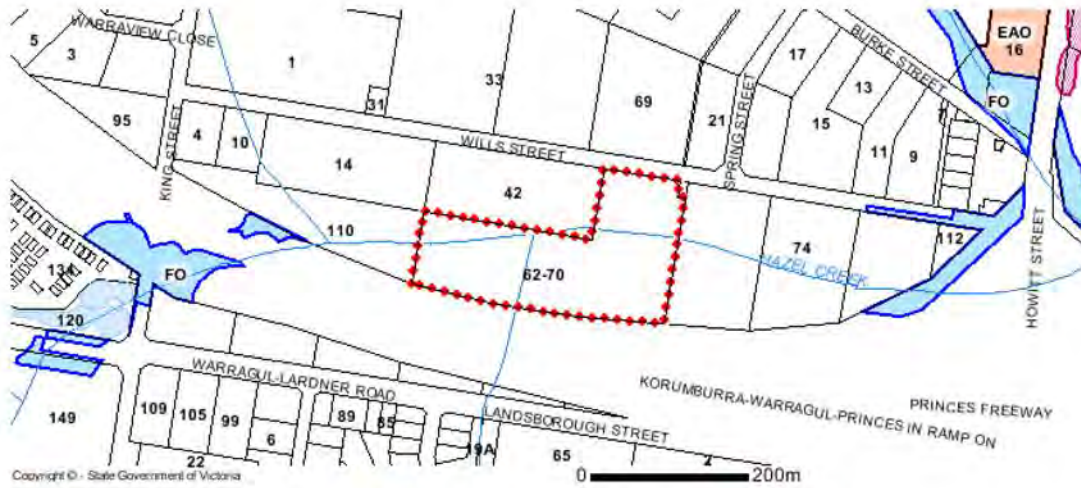 WARRAVIEW CLOSE
5
3
1
33
31
69
17
BURKE STREET
EAO
16
13
FO
95
4
10
KING STREET
WILLS STREET
21
SPRING STREET
15
11
9
14
42
110
62-70
74
HAZEL CREEK
112
HOWITT STREET
134
FO
120
WARRAGUL-LARDNER ROAD
KORUMBURRA-WARRAGUL-PRINCES IN RAMP ON
PRINCES FREEWAY
149
109
105
99
89
85
6
LANDSBOROUGH STREET
19A
65
22
Copyright © - State Government of Victoria
0
200m